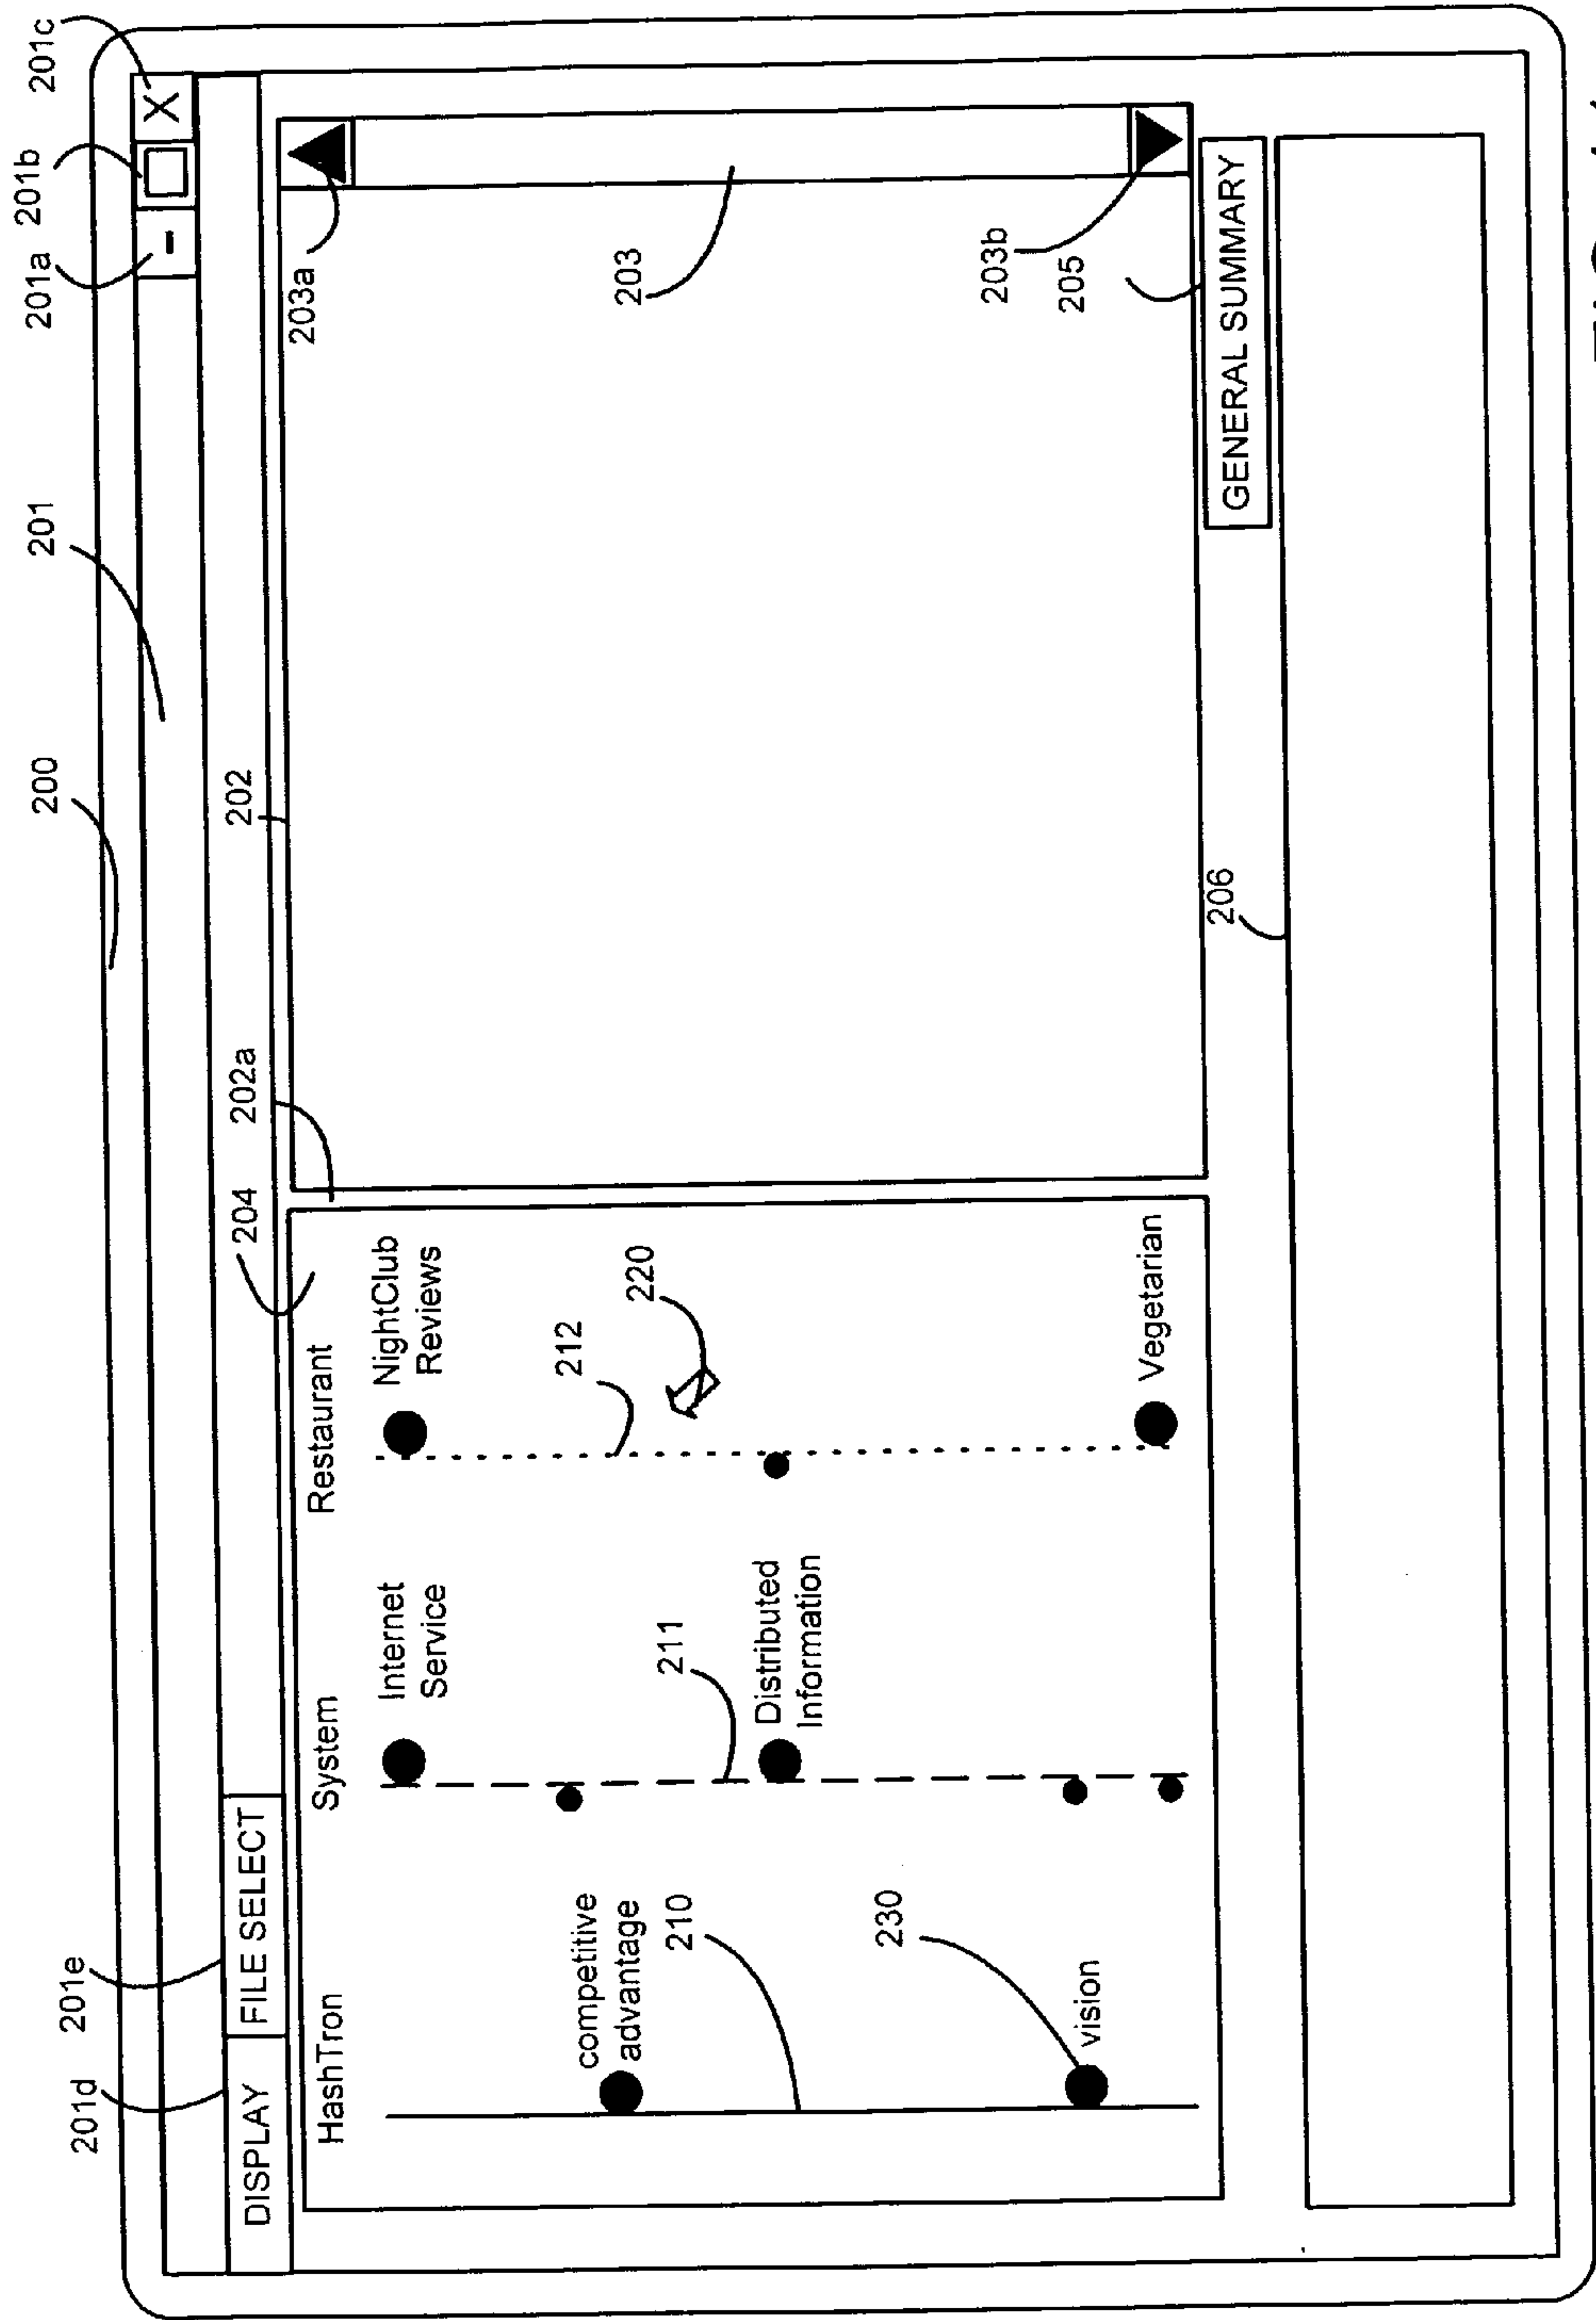 200
201
201a
201b
201c
201d
201e
DISPLAY
FILE SELECT
204
202a
202
203a
HashTron
System
Restaurant
Internet
Service
NightClub
Reviews
competitive
advantage
210
211
212
220
203
Distributed
Information
230
vision
Vegetarian
203b
205
206
GENERAL SUMMARY